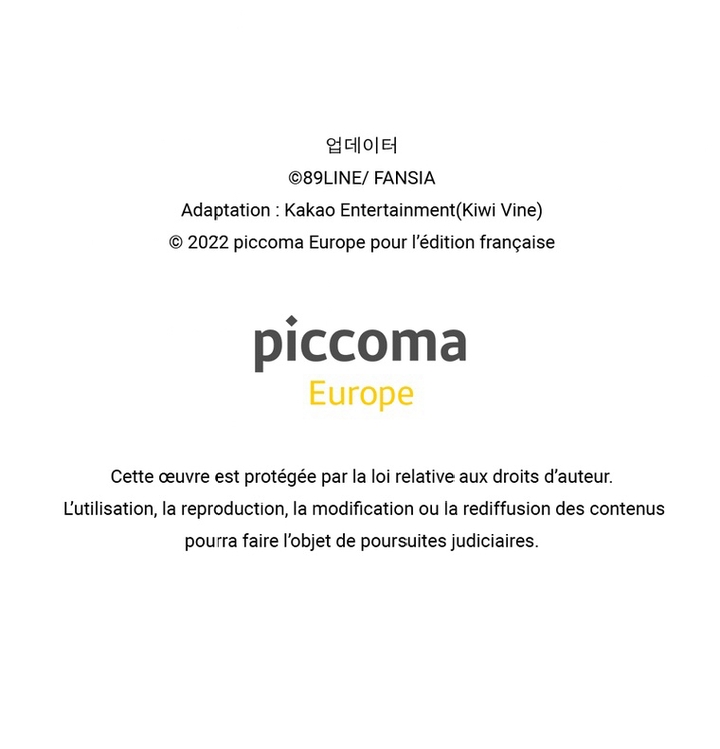 업데이터
©89LINE/ FANSIA
Adaptation : Kakao Entertainment(Kiwi Vine)
© 2022 piccoma Europe pour l’édition française
piccoma
Europe
Cette œuvre est protégée par la loi relative aux droits d’auteur.
L’utilisation, la reproduction, la modification ou la rediffusion des contenus
pourra faire l’objet de poursuites judiciaires.